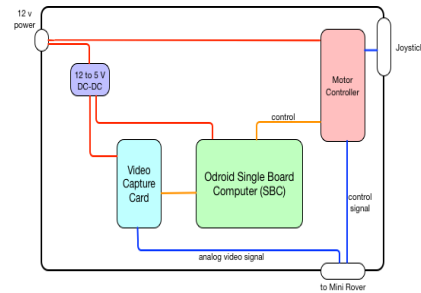 12 v
power
Joystick
12 to 5 V
DC-DC
Motor
Controller
control
Video
Capture
Card
Odroid Single Board
Computer (SBC)
control
signal
analog video signal
to Mini Rover